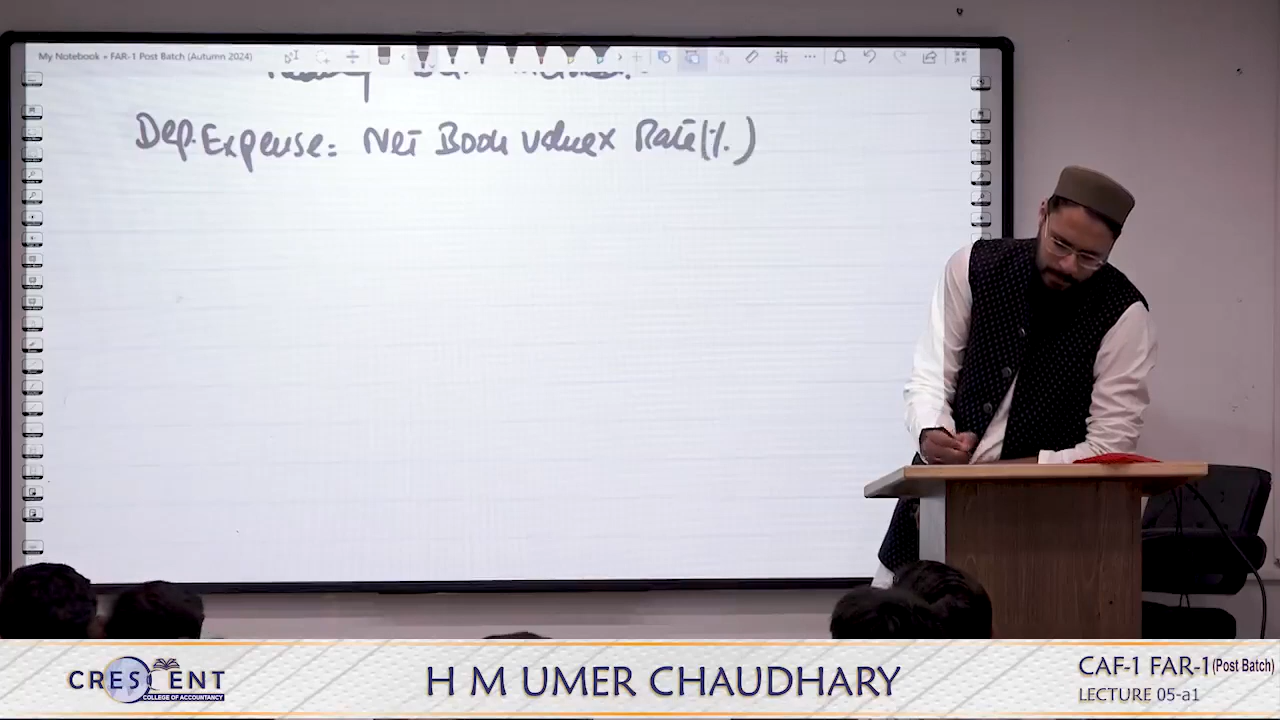 My Notebook • FAR-1 Post Batch (Autumn 2024)
Dep. Expense = Net Book Value x Rate (%)
CRESCENT
COLLEGE OF ACCOUNTANCY
H M UMER CHAUDHARY
CAF-1 FAR-1 (Post Batch)
LECTURE 05-a1